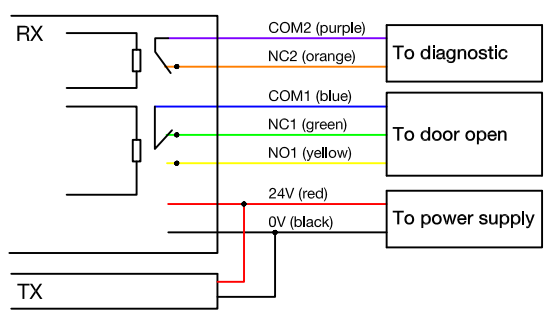 RX
COM2 (purple)
NC2 (orange)
To diagnostic
COM1 (blue)
NC1 (green)
NO1 (yellow)
To door open
24V (red)
0V (black)
To power supply
TX